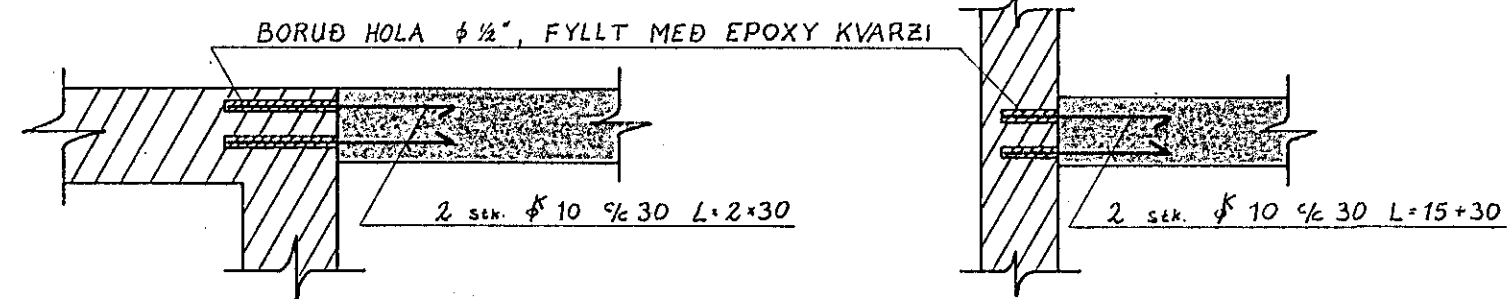 BORUÐ HOLA ϕ ½", FYLLT MEÐ EPOXY KVARZI
2 stk. ϕᴷ 10 c/c 30 L=2×30
2 stk. ϕᴷ 10 c/c 30 L=15+30